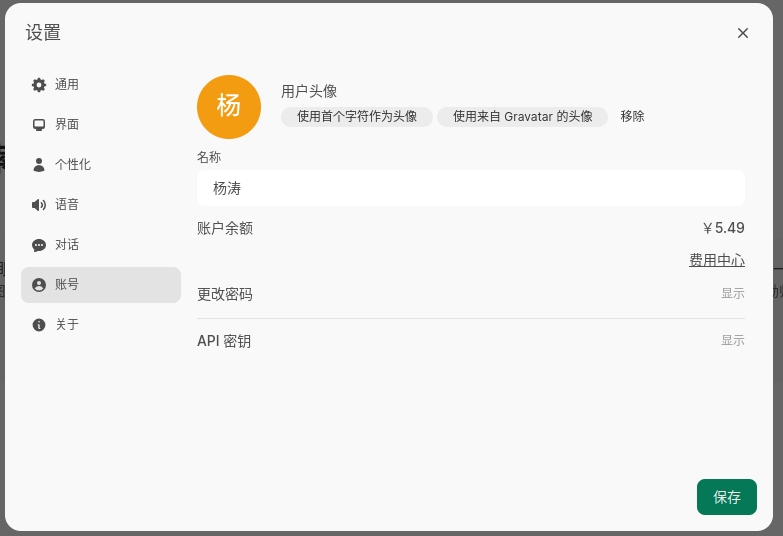 设置
通用
界面
个性化
语音
对话
账号
关于
杨
用户头像
使用首个字符作为头像 使用来自 Gravatar 的头像 移除
名称
杨涛
账户余额 ¥5.49
费用中心
更改密码 显示
API 密钥 显示
保存